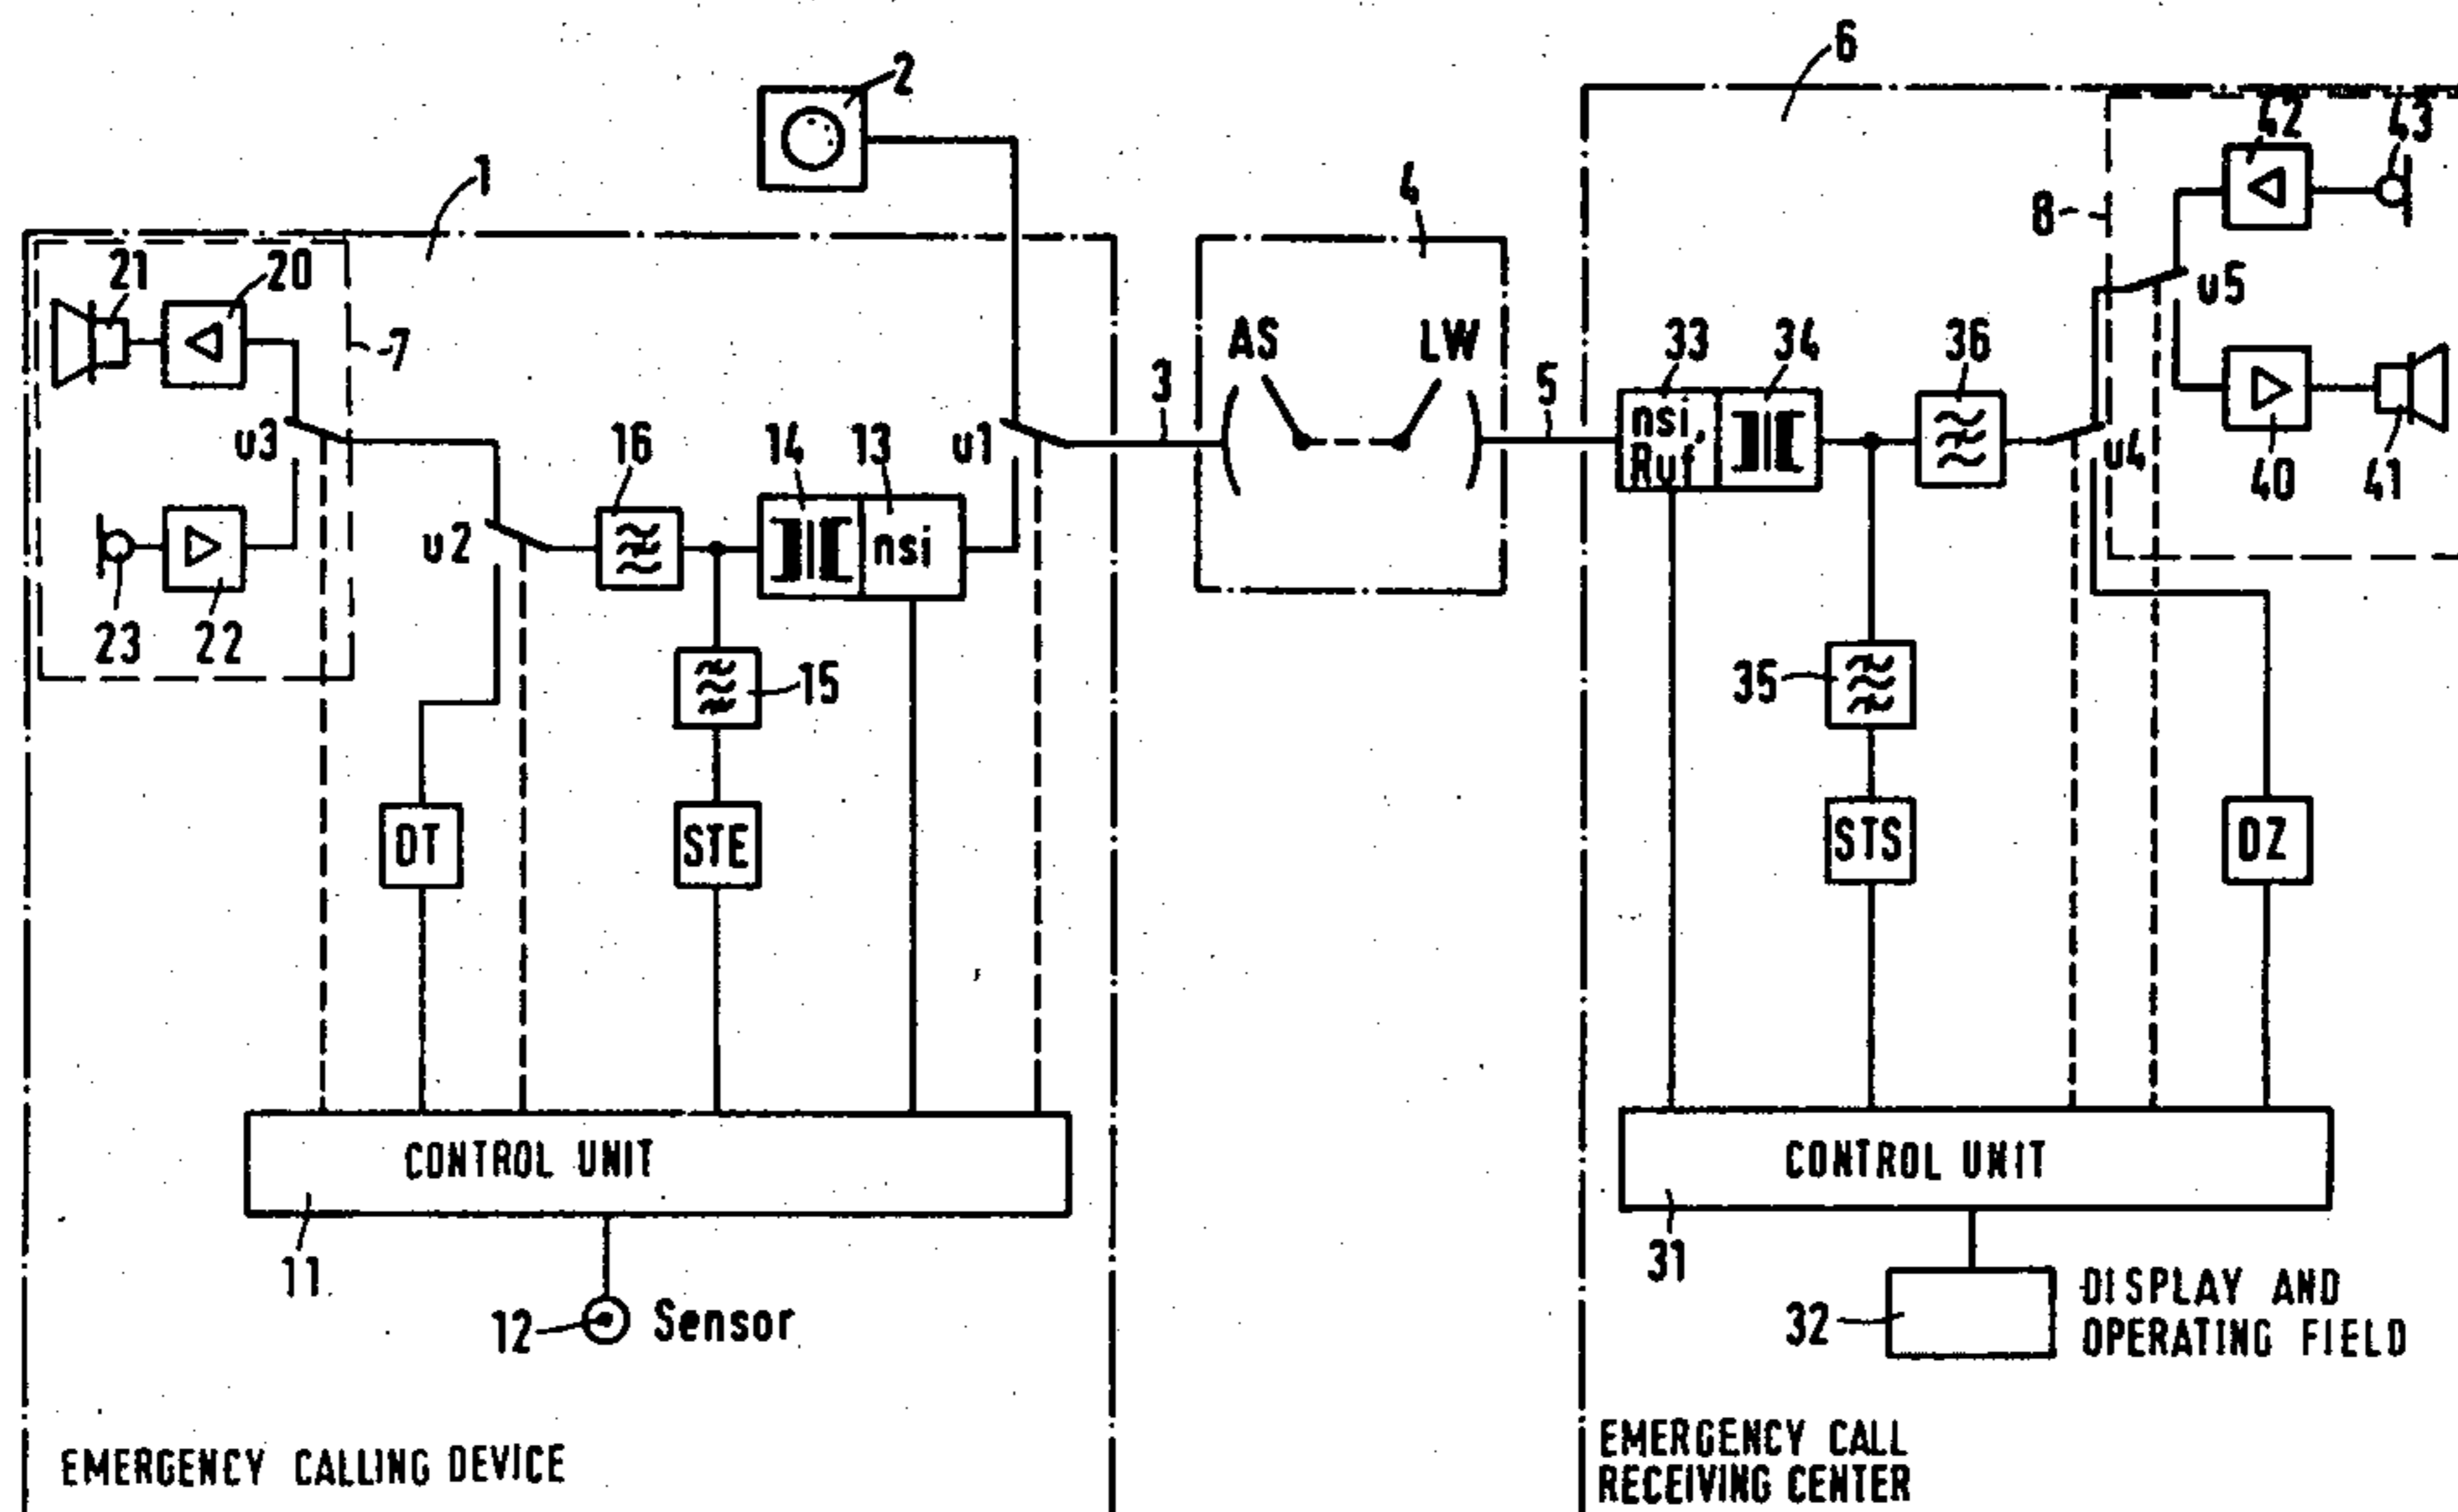 6
2
42 43
1
4
8
21 20
u5
7
AS LW
33 34 36
3
5
u3
16 14 13 u1
nsi, Ruf
u4
40 41
u2
nsi
23 22
15
35
DT
STE
STS
DZ
CONTROL UNIT
CONTROL UNIT
11
31
12 Sensor
32
DISPLAY AND
OPERATING FIELD
EMERGENCY CALLING DEVICE
EMERGENCY CALL
RECEIVING CENTER